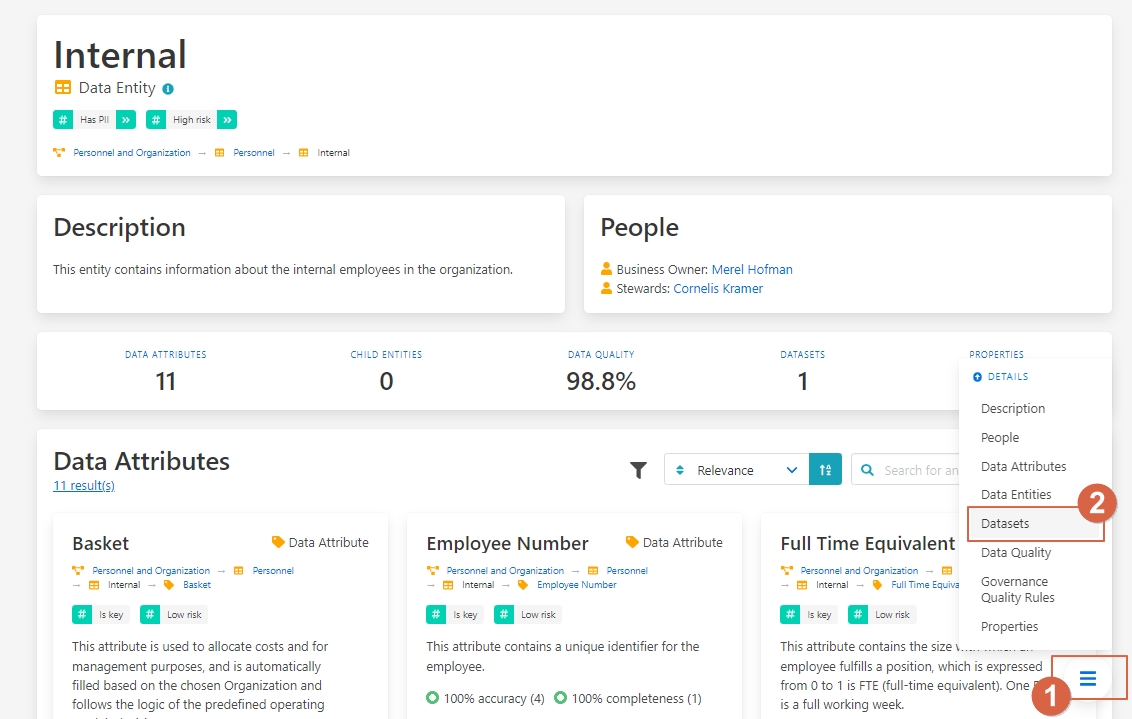 Internal
Data Entity
# Has PII »
# High risk »
Personnel and Organization → Personnel → Internal
Description
This entity contains information about the internal employees in the organization.
People
Business Owner: Merel Hofman
Stewards: Cornelis Kramer
DATA ATTRIBUTES
11
CHILD ENTITIES
0
DATA QUALITY
98.8%
DATASETS
1
PROPERTIES
DETAILS
Description
People
Data Attributes
Data Entities
Datasets
2
Data Quality
Governance
Quality Rules
Properties
1
Data Attributes
11 result(s)
Relevance
Search for an
Basket
Data Attribute
Personnel and Organization → Personnel
→ Internal → Basket
# Is key # Low risk
This attribute is used to allocate costs and for
management purposes, and is automatically
filled based on the chosen Organization and
follows the logic of the predefined operating
Employee Number
Data Attribute
Personnel and Organization → Personnel
→ Internal → Employee Number
# Is key # Low risk
This attribute contains a unique identifier for the
employee.
100% accuracy (4) 100% completeness (1)
Full Time Equivalent
Personnel and Organization →
→ Internal → Full Time Equiva
# Is key # Low risk
This attribute contains the size
employee fulfills a position, which is expressed
from 0 to 1 is FTE (full-time equivalent). One
is a full working week.